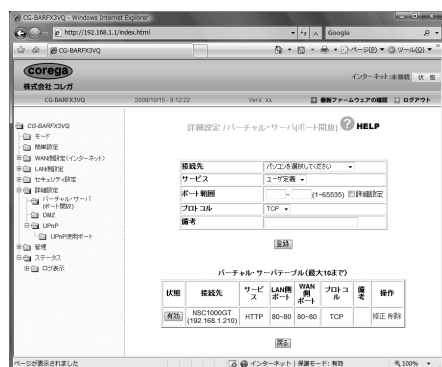 CG-BARFX3VQ - Windows Internet Explorer
http://192.168.1.1/index.html
Google
CG-BARFX3VQ
ページ(P)
ツール(O)
corega
株式会社 コレガ
インターネット:未接続
状 態
CG-BARFX3VQ
2008/10/15 - 9:12:22
Ver x. xx
最新ファームウェアの確認
ログアウト
CG-BARFX3VQ
モード
簡単設定
WAN側設定(インターネット)
LAN側設定
セキュリティ設定
詳細設定
バーチャル・サーバ
(ポート開放)
DMZ
UPnP
UPnP使用ポート
管理
ステータス
ログ表示
詳細設定 / バーチャル・サーバ(ポート開放) ? HELP
接続先 パソコンを選択してください
サービス ユーザ定義
ポート範囲 ~ (1~65535) 詳細設定
プロトコル TCP
備考
登録
バーチャル・サーバテーブル(最大10まで)
状態 接続先 サービス LAN側ポート WAN側ポート プロトコル 備考 操作
有効 NSC1000GT (192.168.1.210) HTTP 80~80 80~80 TCP 修正 削除
戻る
ページが表示されました
インターネット | 保護モード: 有効
100%